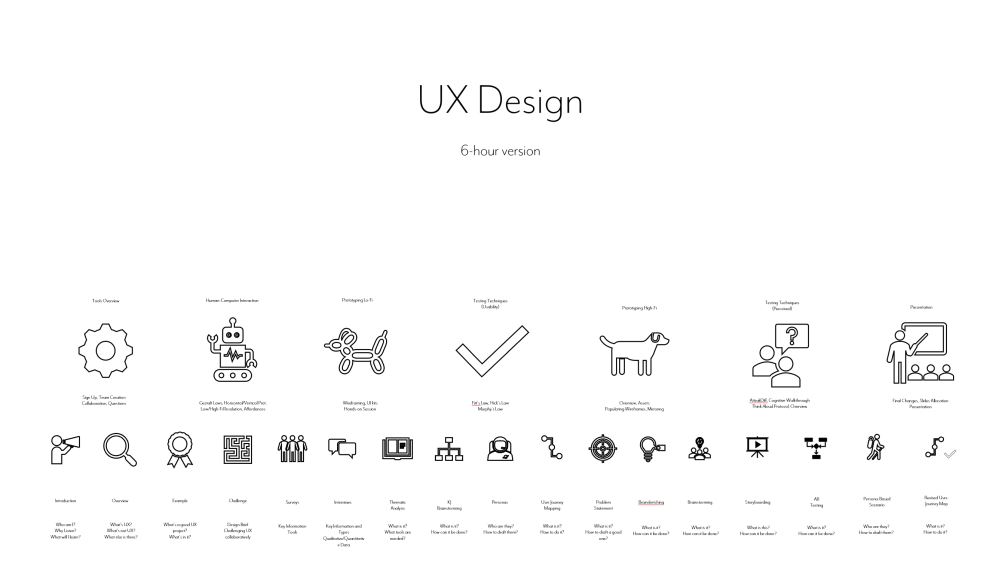 UX Design
6-hour version
Tools Overview
Human Computer Interaction
Prototyping Lo-Fi
Testing Techniques
(Usability)
Prototyping High-Fi
Testing Techniques
(Perceived)
Presentation
Sign Up, Team Creation
Collaboration, Questions
Gestalt Laws, Horizontal/Vertical Proto
Low/High Fi Resolution, Affordances
Wireframing, UI kits
Hands on Session
Fitt's Law, Hick's Law
Murphy's Law
Overview, Assets,
Populating Wireframes, Mirroring
Cognitive Walkthrough
Think Aloud Protocol, Overview
Final Changes, Slides Allocation
Presentation
Introduction
Overview
Example
Challenge
Surveys
Interviews
Thematic
Analysis
KJ
Brainstorming
Personas
User Journey
Mapping
Problem
Statement
Brainsketching
Brainstorming
Storyboarding
AB
Testing
Persona Based
Scenario
Revised User-
Journey Map
Who am I?
Why Listen?
What will I learn?
What's UX?
What's not UX?
What else is there?
What's a good UX
project?
What's in it?
Design Brief
Challenging UX
collaboratively
Key Information
Tools
Key Information and
Types
Qualitative/Quantitativ
e Data
What is it?
What tools are
needed?
What is it?
How can it be done?
Who are they?
How to draft them?
What is it?
How to do it?
What is it?
How to draft a good
one?
What is it?
How can it be done?
What is it?
How can it be done?
What is this?
How can it be done?
What is it?
How can it be done?
Who are they?
How to draft them?
What is it?
How to do it?